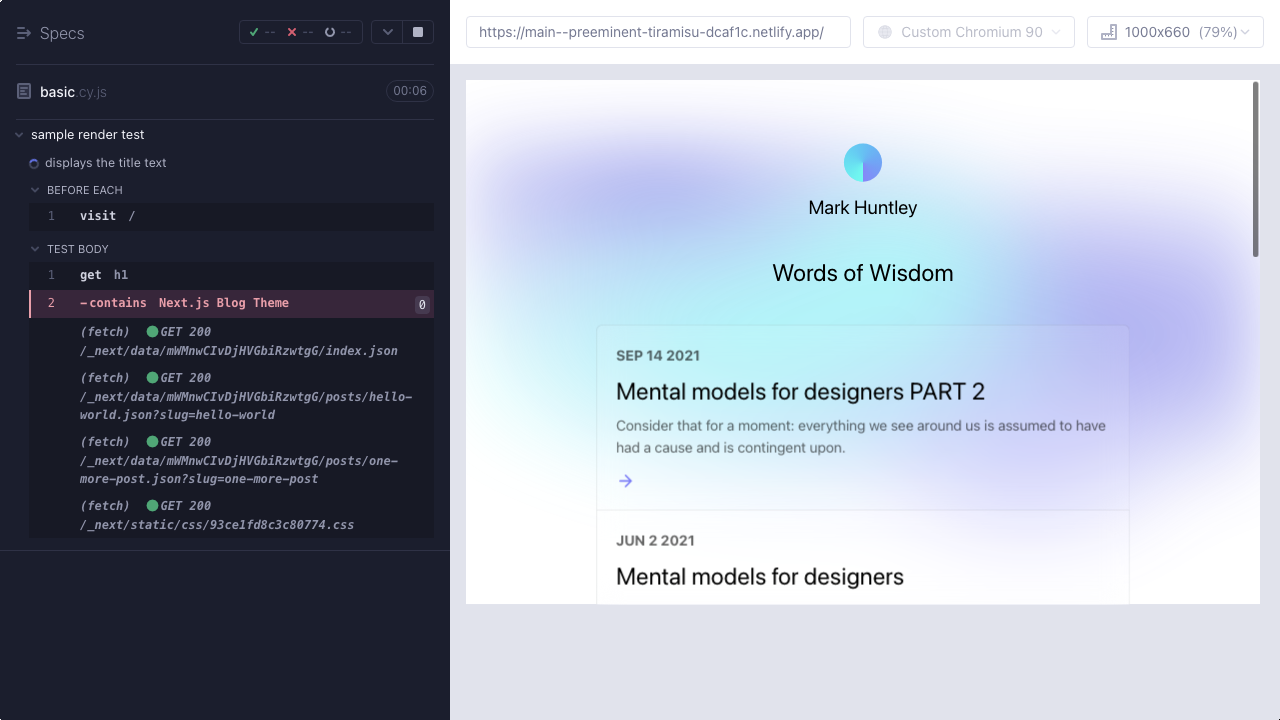 Specs
-- -- --
basic.cy.js
00:06
sample render test
displays the title text
BEFORE EACH
1 visit /
TEST BODY
1 get h1
2 -contains Next.js Blog Theme 0
(fetch) GET 200
/_next/data/mWMnwCIvDjHVGbiRzwtgG/index.json
(fetch) GET 200
/_next/data/mWMnwCIvDjHVGbiRzwtgG/posts/hello-
world.json?slug=hello-world
(fetch) GET 200
/_next/data/mWMnwCIvDjHVGbiRzwtgG/posts/one-
more-post.json?slug=one-more-post
(fetch) GET 200
/_next/static/css/93ce1fd8c3c80774.css
https://main--preeminent-tiramisu-dcaf1c.netlify.app/
Custom Chromium 90
1000x660 (79%)
Mark Huntley
Words of Wisdom
SEP 14 2021
Mental models for designers PART 2
Consider that for a moment: everything we see around us is assumed to have
had a cause and is contingent upon.
JUN 2 2021
Mental models for designers